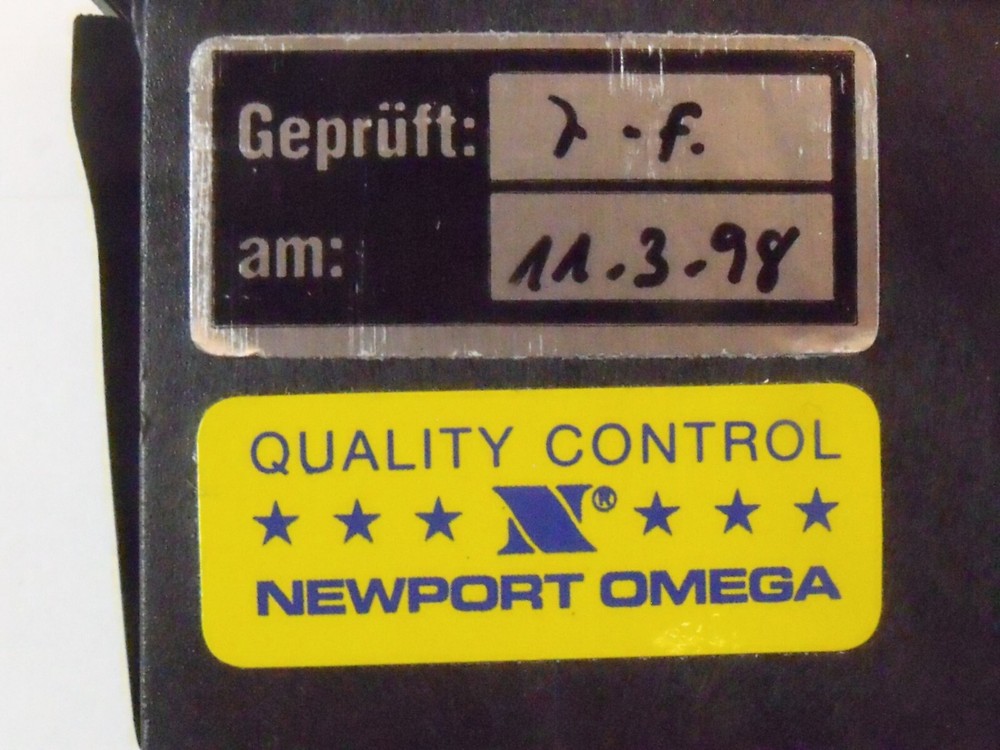 Geprüft: λ - f.
am: 11.3.98
QUALITY CONTROL
★ ★ ★ N® ★ ★ ★
NEWPORT OMEGA